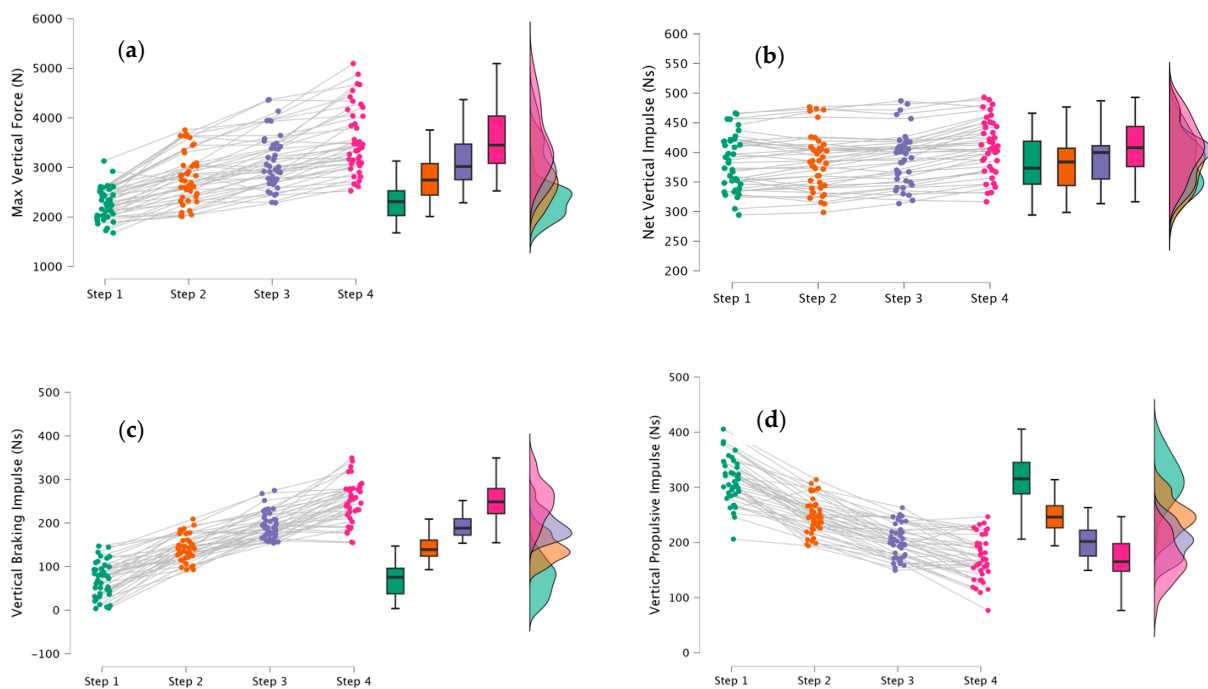 (a)
Max Vertical Force (N)
6000
5000
4000
3000
2000
1000
Step 1 Step 2 Step 3 Step 4
(b)
Net Vertical Impulse (Ns)
600
550
500
450
400
350
300
250
200
Step 1 Step 2 Step 3 Step 4
(c)
Vertical Braking Impulse (Ns)
500
400
300
200
100
0
−100
Step 1 Step 2 Step 3 Step 4
(d)
Vertical Propulsive Impulse (Ns)
500
400
300
200
100
0
Step 1 Step 2 Step 3 Step 4